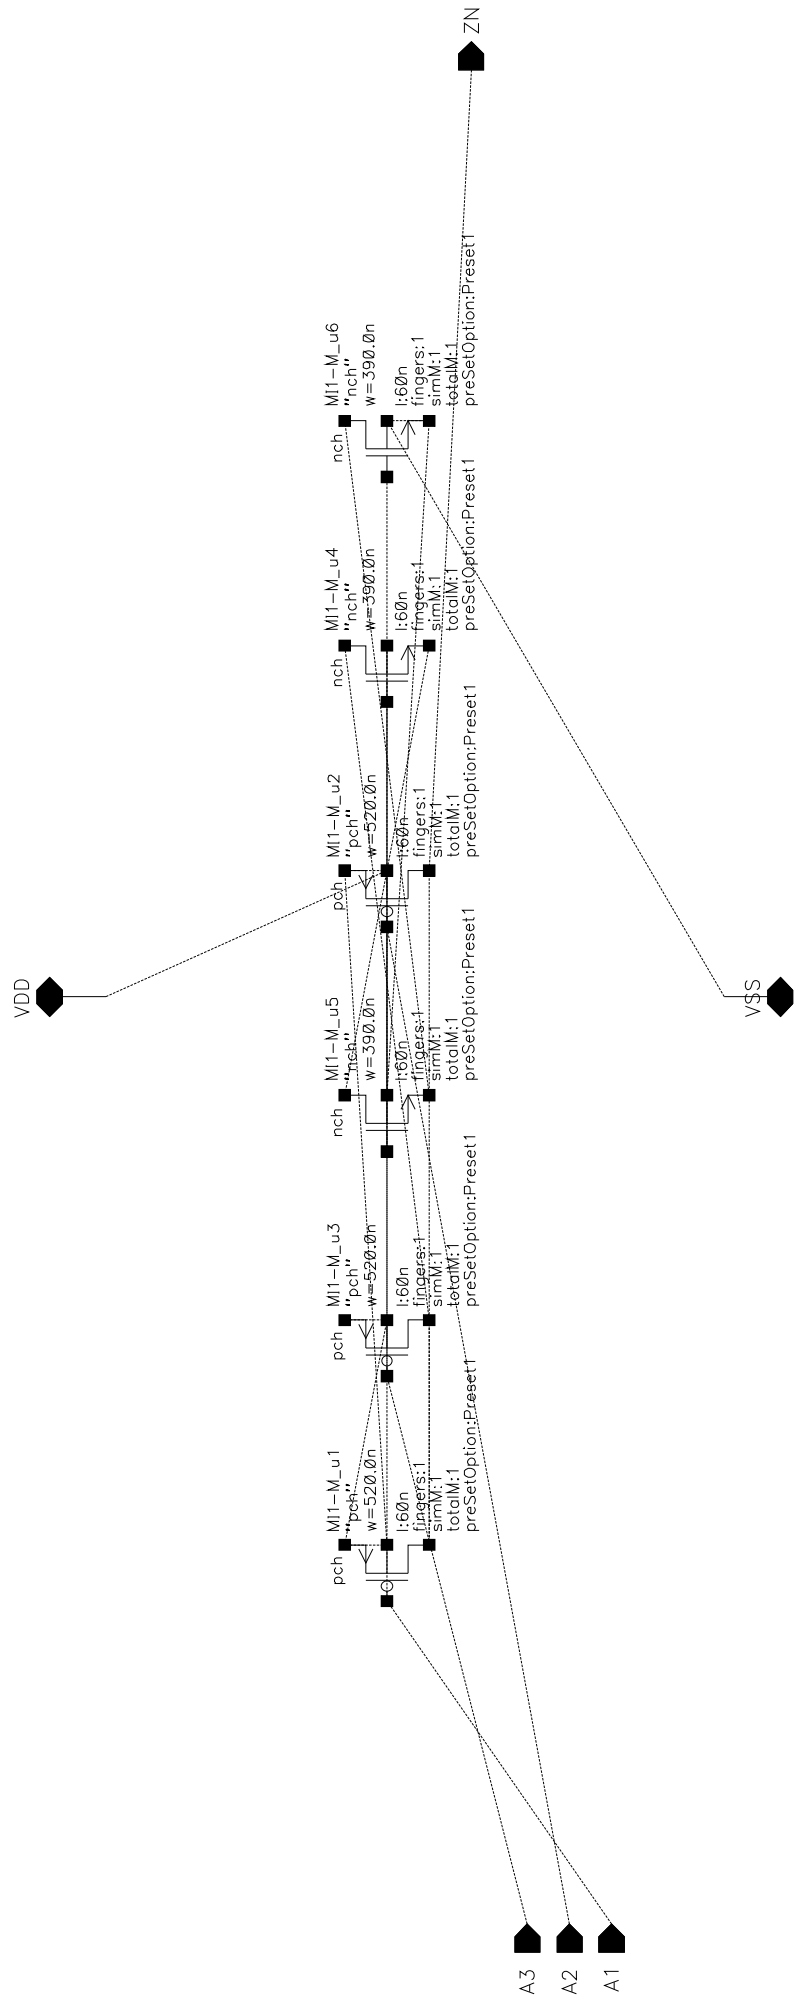 ZN
MI1-M_u6
"nch"
w=390.0n
l:60n
fingers:1
simM:1
totalM:1
preSetOption:Preset1
nch
MI1-M_u4
"nch"
w=390.0n
l:60n
fingers:1
simM:1
totalM:1
preSetOption:Preset1
nch
MI1-M_u2
"pch"
w=520.0n
l:60n
fingers:1
simM:1
totalM:1
preSetOption:Preset1
pch
VDD
VSS
MI1-M_u5
"nch"
w=390.0n
l:60n
fingers:1
simM:1
totalM:1
preSetOption:Preset1
nch
MI1-M_u3
"pch"
w=520.0n
l:60n
fingers:1
simM:1
totalM:1
preSetOption:Preset1
pch
MI1-M_u1
"pch"
w=520.0n
l:60n
fingers:1
simM:1
totalM:1
preSetOption:Preset1
pch
A3
A2
A1